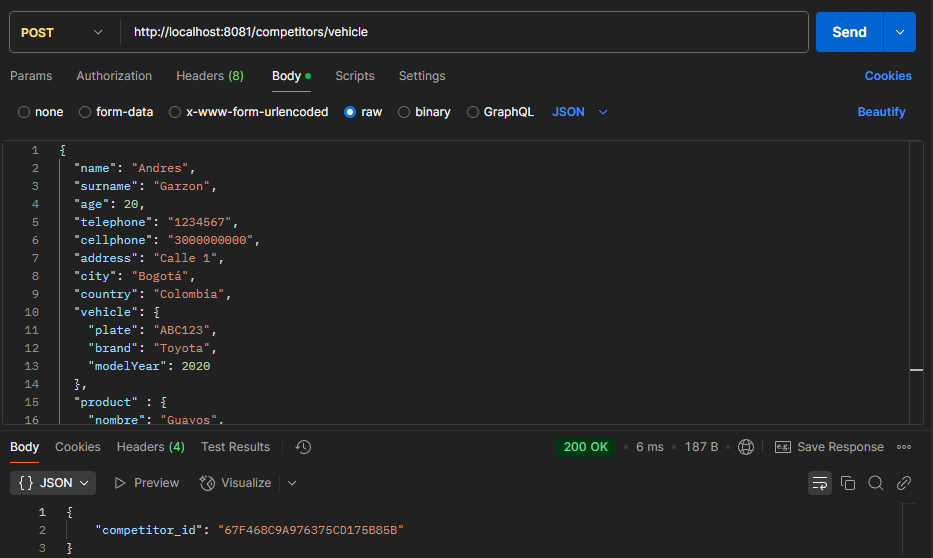 POST http://localhost:8081/competitors/vehicle Send
Params Authorization Headers (8) Body Scripts Settings Cookies
none form-data x-www-form-urlencoded raw binary GraphQL JSON Beautify
1 {
2 "name": "Andres",
3 "surname": "Garzon",
4 "age": 20,
5 "telephone": "1234567",
6 "cellphone": "3000000000",
7 "address": "Calle 1",
8 "city": "Bogotá",
9 "country": "Colombia",
10 "vehicle": {
11 "plate": "ABC123",
12 "brand": "Toyota",
13 "modelYear": 2020
14 },
15 "product" : {
16 "nombre": "Guayos",
Body Cookies Headers (4) Test Results 200 OK 6 ms 187 B e.g. Save Response
{} JSON Preview Visualize
1 {
2 "competitor_id": "67F468C9A976375CD175B85B"
3 }